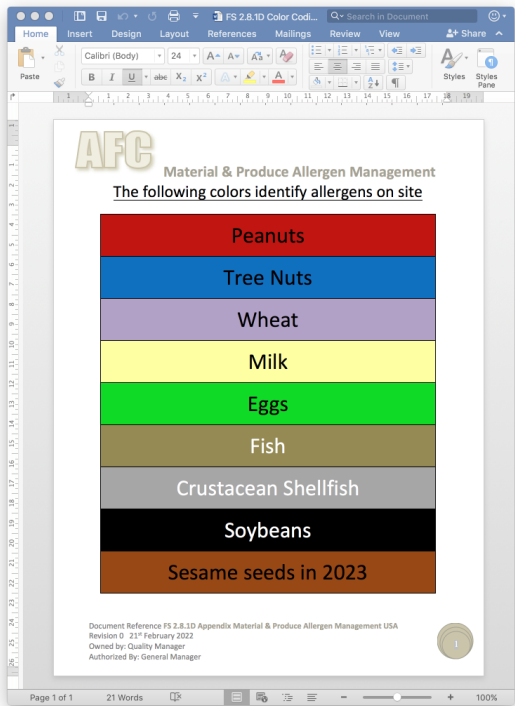 FS 2.8.1D Color Codi...
Search in Document
Home Insert Design Layout References Mailings Review View Share
Paste
Calibri (Body) 24
Styles
Styles Pane
AFC
Material & Produce Allergen Management
The following colors identify allergens on site
Peanuts
Tree Nuts
Wheat
Milk
Eggs
Fish
Crustacean Shellfish
Soybeans
Sesame seeds in 2023
Document Reference FS 2.8.1D Appendix Material & Produce Allergen Management USA
Revision 0 21st February 2022
Owned by: Quality Manager
Authorized By: General Manager
1
Page 1 of 1 21 Words 100%